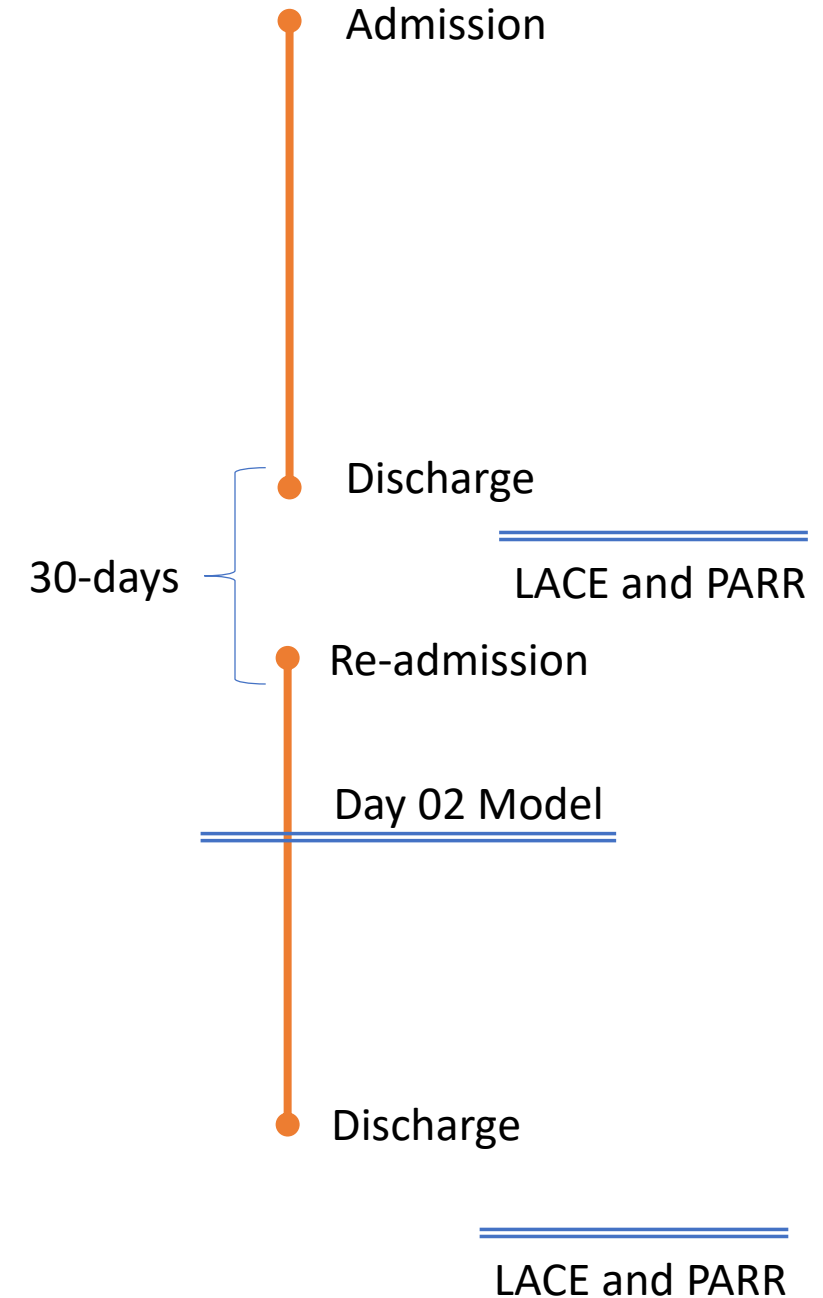 Admission
Discharge
LACE and PARR
30-days
Re-admission
Day 02 Model
Discharge
LACE and PARR